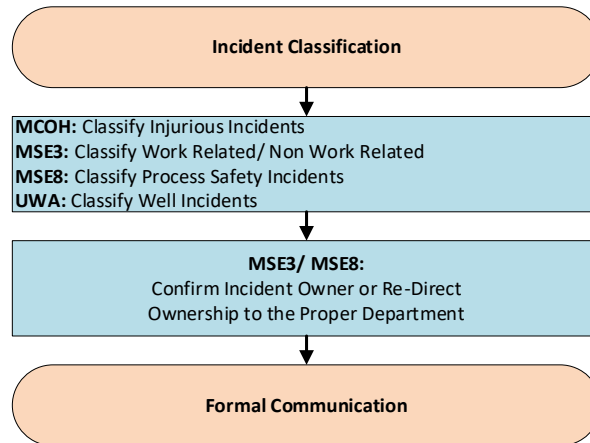 Incident Classification
MCOH: Classify Injurious Incidents
MSE3: Classify Work Related/ Non Work Related
MSE8: Classify Process Safety Incidents
UWA: Classify Well Incidents
MSE3/ MSE8:
Confirm Incident Owner or Re-Direct
Ownership to the Proper Department
Formal Communication